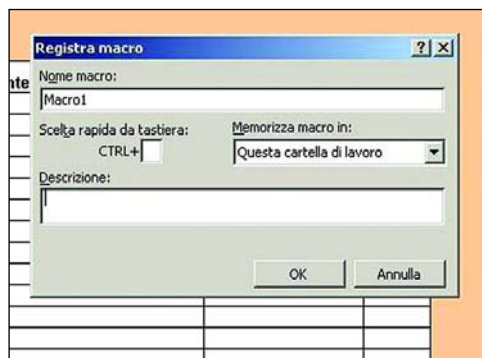 Registra macro
nte
Nome macro:
Macro1
Scelta rapida da tastiera:
CTRL+
Memorizza macro in:
Questa cartella di lavoro
Descrizione:
OK
Annulla